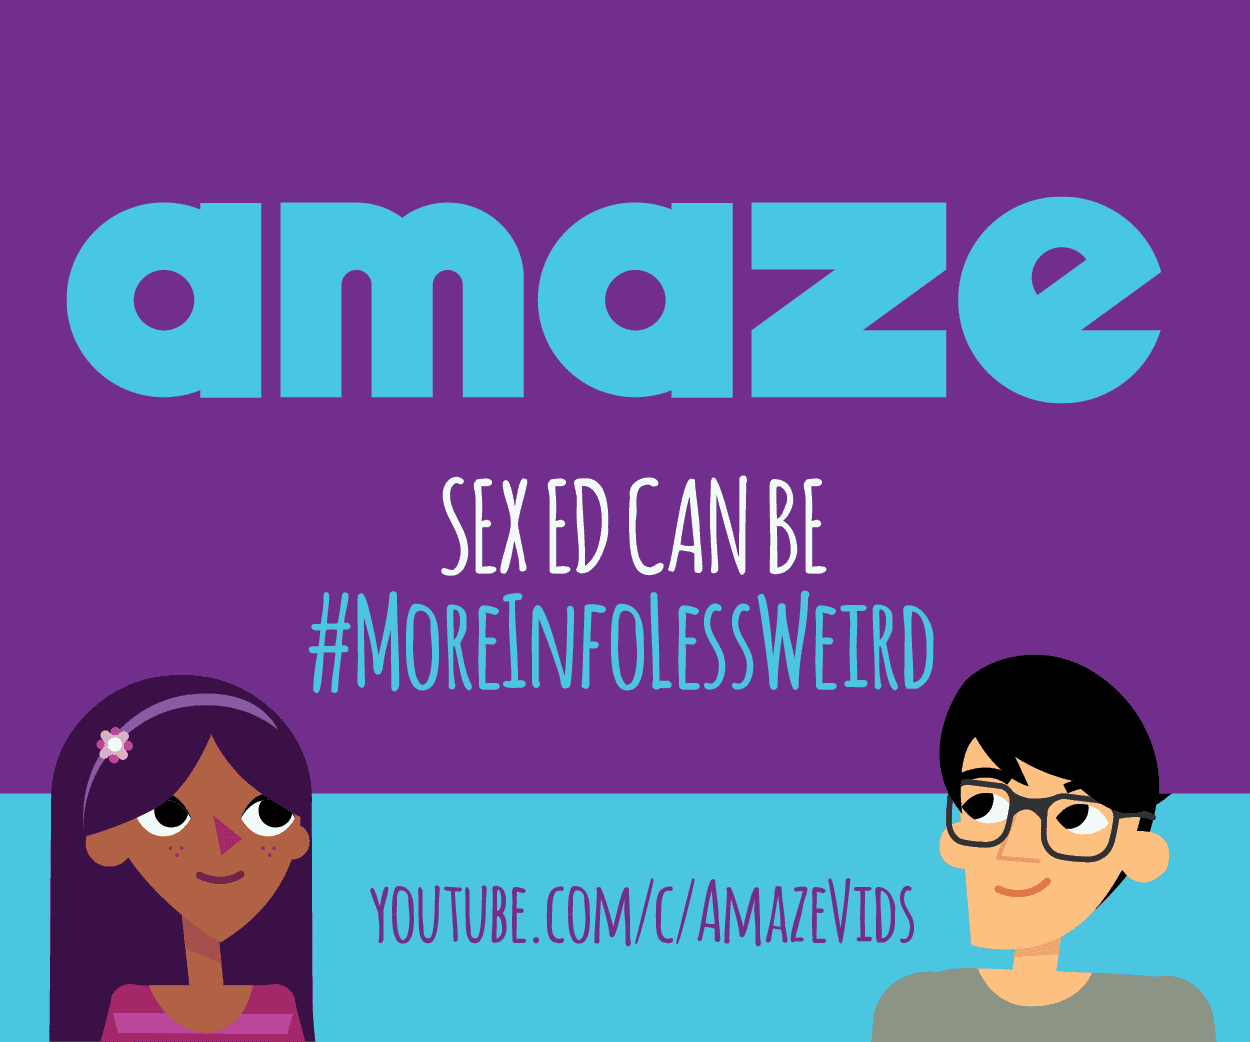 amaze
SEX ED CAN BE
#MOREINFOLESSWEIRD
YOUTUBE.COM/C/AMAZEVIDS